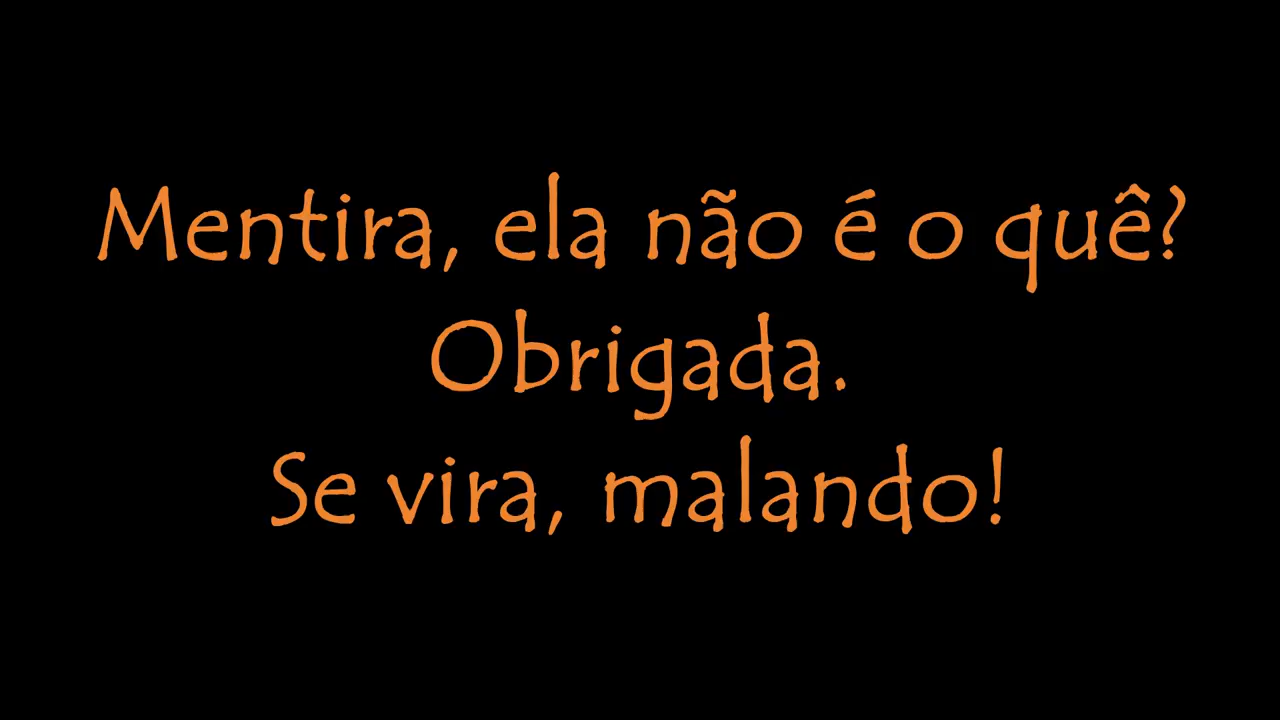 Mentira, ela não é o quê?
Obrigada.
Se vira, malando!